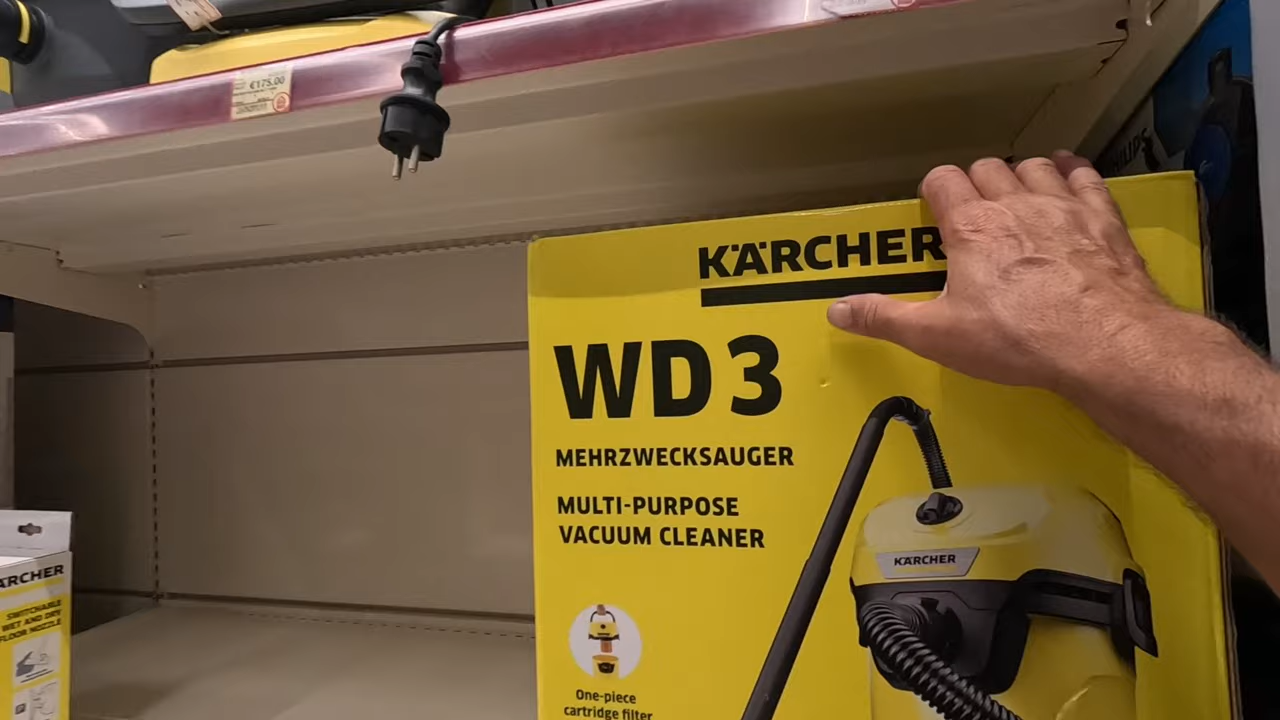 €175.00
KÄRCHER
WD 3
MEHRZWECKSAUGER
MULTI-PURPOSE
VACUUM CLEANER
KÄRCHER
One-piece
cartridge filter
ÄRCHER
SWITCHABLE
WET AND DRY
FLOOR NOZZLE